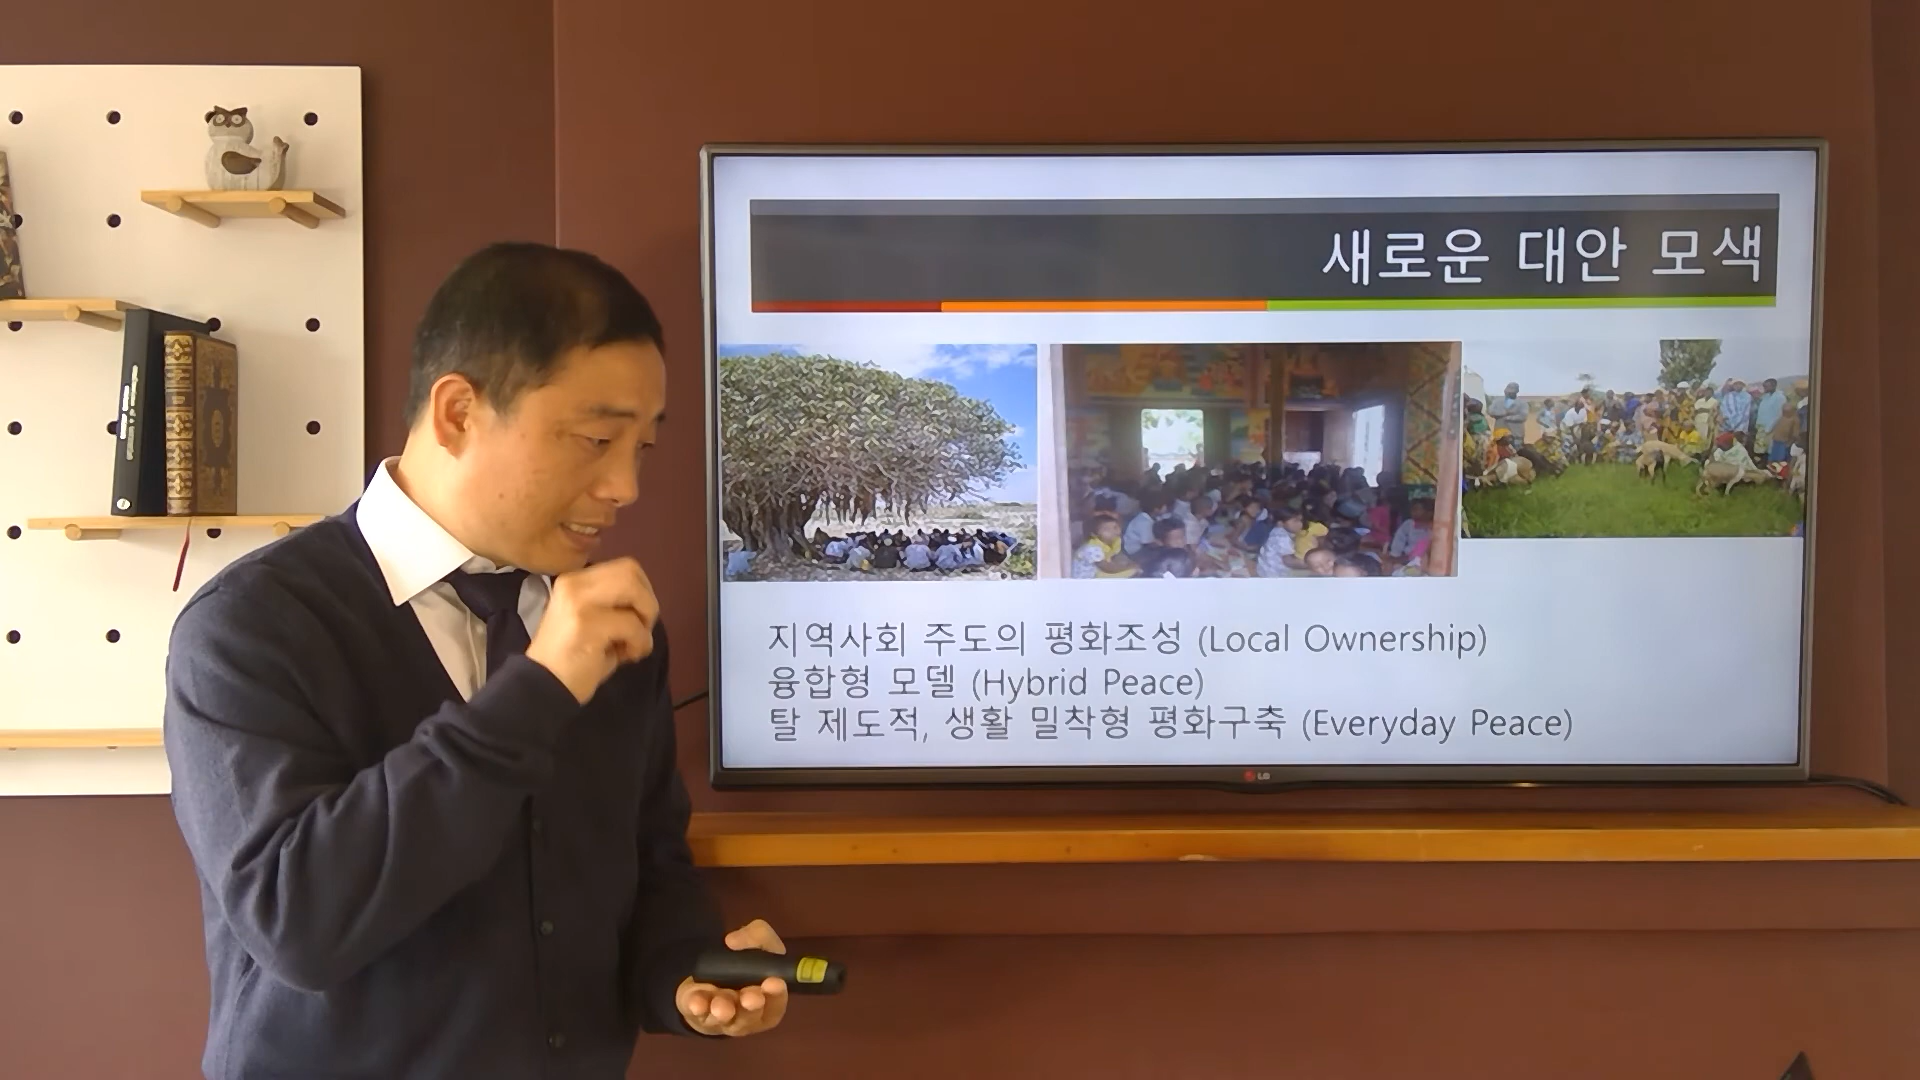 새로운 대안 모색
지역사회 주도의 평화조성 (Local Ownership)
융합형 모델 (Hybrid Peace)
탈 제도적, 생활 밀착형 평화구축 (Everyday Peace)
LG